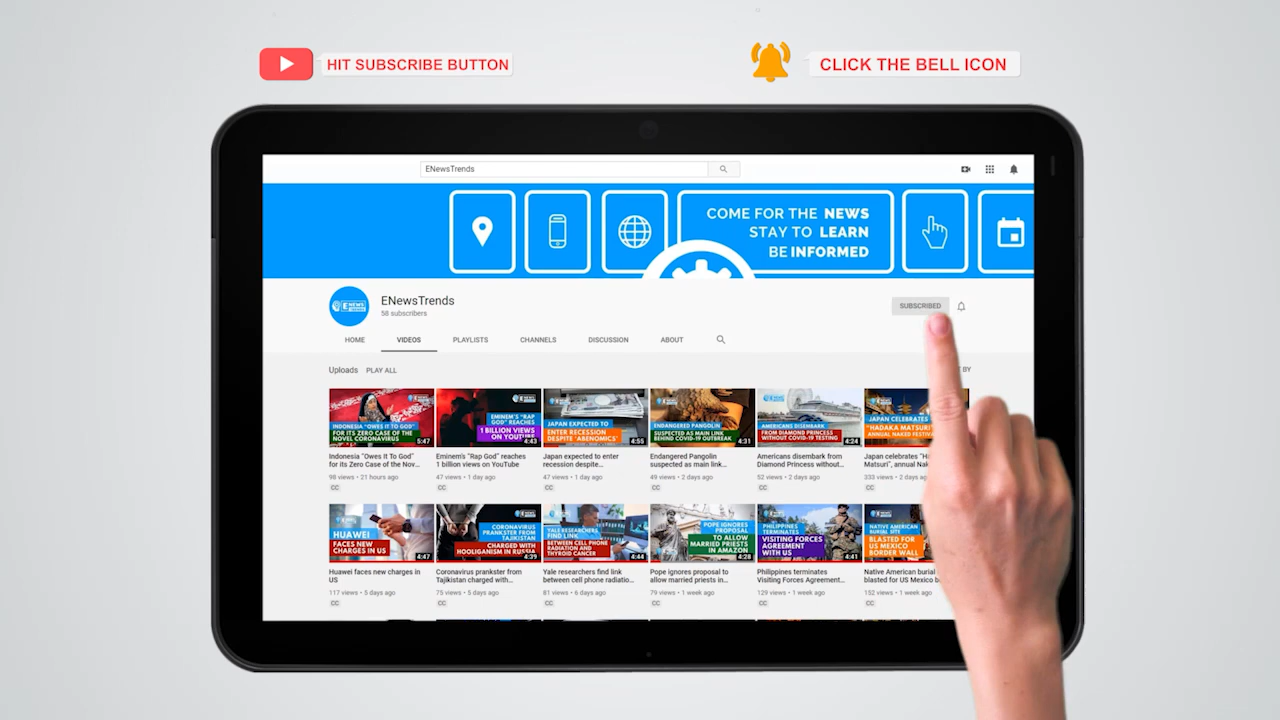 HIT SUBSCRIBE BUTTON
CLICK THE BELL ICON
ENewsTrends
COME FOR THE NEWS
STAY TO LEARN
BE INFORMED
ENEWS
ENewsTrends
58 subscribers
SUBSCRIBED
HOME
VIDEOS
PLAYLISTS
CHANNELS
DISCUSSION
ABOUT
Uploads
PLAY ALL
BY
INDONESIA "OWES IT TO GOD"
FOR ITS ZERO CASE OF THE
NOVEL CORONAVIRUS
5:47
EMINEM'S "RAP
GOD" REACHES
1 BILLION VIEWS
ON YOUTUBE
4:43
JAPAN EXPECTED TO
ENTER RECESSION
DESPITE 'ABENOMICS'
4:55
ENDANGERED PANGOLIN
SUSPECTED AS MAIN LINK
BEHIND COVID-19 OUTBREAK
4:31
AMERICANS DISEMBARK
FROM DIAMOND PRINCESS
WITHOUT COVID-19 TESTING
4:24
JAPAN CELEBRATES
"HADAKA MATSURI"
ANNUAL NAKED FESTIVAL
Indonesia "Owes It To God"
for its Zero Case of the Nov...
98 views • 21 hours ago
CC
Eminem's "Rap God" reaches
1 billion views on YouTube
47 views • 1 day ago
CC
Japan expected to enter
recession despite...
47 views • 1 day ago
CC
Endangered Pangolin
suspected as main link...
49 views • 2 days ago
CC
Americans disembark from
Diamond Princess without...
52 views • 2 days ago
CC
Japan celebrates "Ha
Matsuri", annual Nak
333 views • 2 days ago
CC
HUAWEI
FACES NEW
CHARGES IN US
4:47
CORONAVIRUS
PRANKSTER FROM
TAJIKISTAN
CHARGED WITH
HOOLIGANISM IN RUSSIA
4:39
YALE RESEARCHERS
FIND LINK
BETWEEN CELL PHONE
RADIATION AND
THYROID CANCER
4:44
POPE IGNORES
PROPOSAL
TO ALLOW
MARRIED PRIESTS
IN AMAZON
4:28
PHILIPPINES
TERMINATES
VISITING FORCES
AGREEMENT
WITH US
4:41
NATIVE AMERICAN
BURIAL SITE
BLASTED FOR
US MEXICO
BORDER WALL
Huawei faces new charges in
US
117 views • 5 days ago
CC
Coronavirus prankster from
Tajikistan charged with...
75 views • 5 days ago
CC
Yale researchers find link
between cell phone radiatio...
81 views • 6 days ago
CC
Pope ignores proposal to
allow married priests in...
79 views • 1 week ago
CC
Philippines terminates
Visiting Forces Agreement...
129 views • 1 week ago
CC
Native American burial
blasted for US Mexico b
152 views • 1 week ago
CC